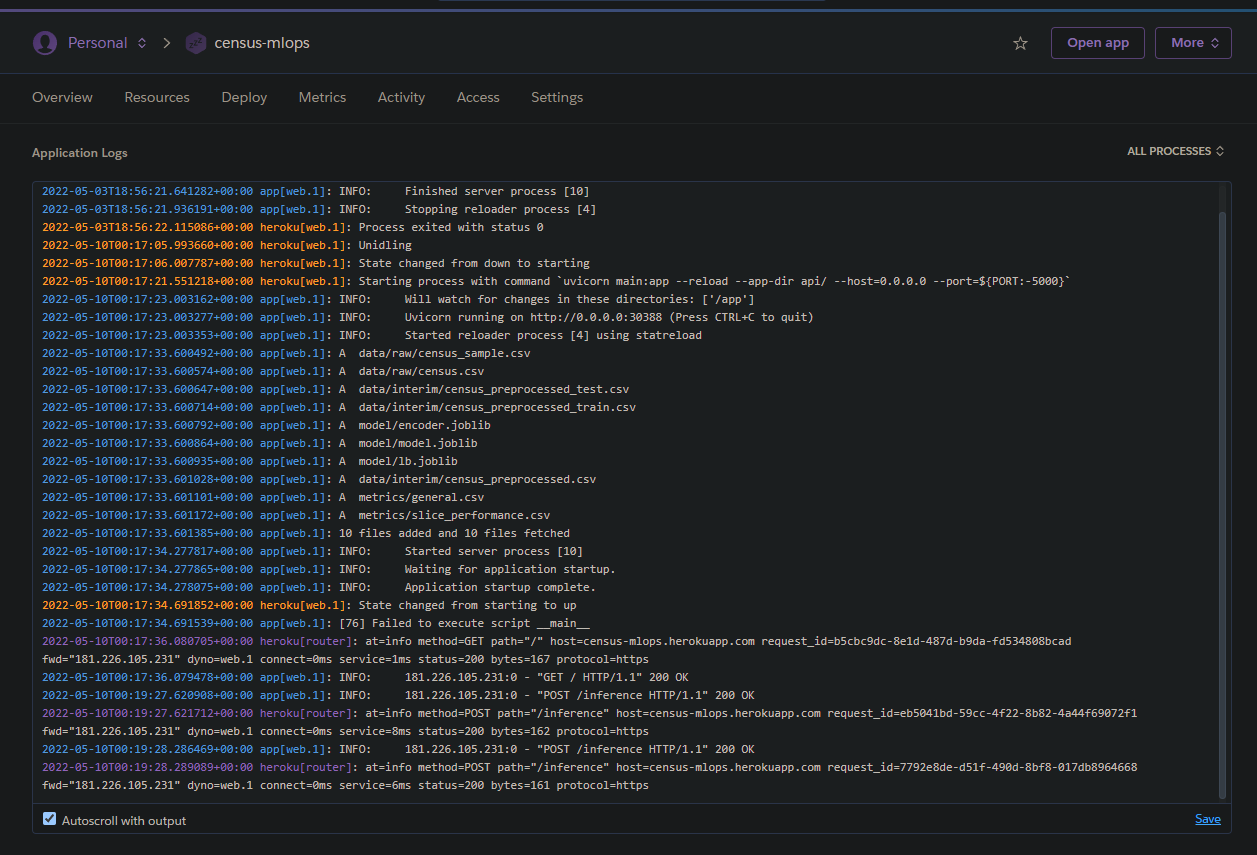 Personal > census-mlops Open app More
Overview Resources Deploy Metrics Activity Access Settings
Application Logs ALL PROCESSES
2022-05-03T18:56:21.641282+00:00 app[web.1]: INFO:     Finished server process [10]
2022-05-03T18:56:21.936191+00:00 app[web.1]: INFO:     Stopping reloader process [4]
2022-05-03T18:56:22.115086+00:00 heroku[web.1]: Process exited with status 0
2022-05-10T00:17:05.993660+00:00 heroku[web.1]: Unidling
2022-05-10T00:17:06.007787+00:00 heroku[web.1]: State changed from down to starting
2022-05-10T00:17:21.551218+00:00 heroku[web.1]: Starting process with command `uvicorn main:app --reload --app-dir api/ --host=0.0.0.0 --port=${PORT:-5000}`
2022-05-10T00:17:23.003162+00:00 app[web.1]: INFO:     Will watch for changes in these directories: ['/app']
2022-05-10T00:17:23.003277+00:00 app[web.1]: INFO:     Uvicorn running on http://0.0.0.0:30388 (Press CTRL+C to quit)
2022-05-10T00:17:23.003353+00:00 app[web.1]: INFO:     Started reloader process [4] using statreload
2022-05-10T00:17:33.600492+00:00 app[web.1]: A  data/raw/census_sample.csv
2022-05-10T00:17:33.600574+00:00 app[web.1]: A  data/raw/census.csv
2022-05-10T00:17:33.600647+00:00 app[web.1]: A  data/interim/census_preprocessed_test.csv
2022-05-10T00:17:33.600714+00:00 app[web.1]: A  data/interim/census_preprocessed_train.csv
2022-05-10T00:17:33.600792+00:00 app[web.1]: A  model/encoder.joblib
2022-05-10T00:17:33.600864+00:00 app[web.1]: A  model/model.joblib
2022-05-10T00:17:33.600935+00:00 app[web.1]: A  model/lb.joblib
2022-05-10T00:17:33.601028+00:00 app[web.1]: A  data/interim/census_preprocessed.csv
2022-05-10T00:17:33.601101+00:00 app[web.1]: A  metrics/general.csv
2022-05-10T00:17:33.601172+00:00 app[web.1]: A  metrics/slice_performance.csv
2022-05-10T00:17:33.601385+00:00 app[web.1]: 10 files added and 10 files fetched
2022-05-10T00:17:34.277817+00:00 app[web.1]: INFO:     Started server process [10]
2022-05-10T00:17:34.277865+00:00 app[web.1]: INFO:     Waiting for application startup.
2022-05-10T00:17:34.278075+00:00 app[web.1]: INFO:     Application startup complete.
2022-05-10T00:17:34.691852+00:00 heroku[web.1]: State changed from starting to up
2022-05-10T00:17:34.691539+00:00 app[web.1]: [76] Failed to execute script __main__
2022-05-10T00:17:36.080705+00:00 heroku[router]: at=info method=GET path="/" host=census-mlops.herokuapp.com request_id=b5cbc9dc-8e1d-487d-b9da-fd534808bcad
fwd="181.226.105.231" dyno=web.1 connect=0ms service=1ms status=200 bytes=167 protocol=https
2022-05-10T00:17:36.079478+00:00 app[web.1]: INFO:     181.226.105.231:0 - "GET / HTTP/1.1" 200 OK
2022-05-10T00:19:27.620908+00:00 app[web.1]: INFO:     181.226.105.231:0 - "POST /inference HTTP/1.1" 200 OK
2022-05-10T00:19:27.621712+00:00 heroku[router]: at=info method=POST path="/inference" host=census-mlops.herokuapp.com request_id=eb5041bd-59cc-4f22-8b82-4a44f69072f1
fwd="181.226.105.231" dyno=web.1 connect=0ms service=8ms status=200 bytes=162 protocol=https
2022-05-10T00:19:28.286469+00:00 app[web.1]: INFO:     181.226.105.231:0 - "POST /inference HTTP/1.1" 200 OK
2022-05-10T00:19:28.289089+00:00 heroku[router]: at=info method=POST path="/inference" host=census-mlops.herokuapp.com request_id=7792e8de-d51f-490d-8bf8-017db8964668
fwd="181.226.105.231" dyno=web.1 connect=0ms service=6ms status=200 bytes=161 protocol=https
Autoscroll with output Save